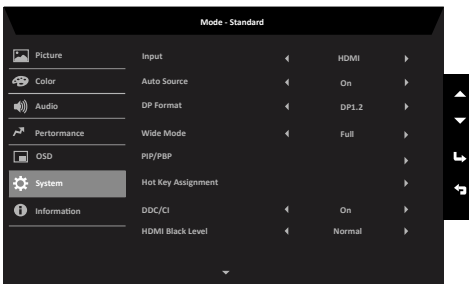 Mode - Standard
Picture
Input HDMI
Color
Auto Source On
Audio
DP Format DP1.2
Pertormance
Wide Mode Full
OSD
PIP/PBP
System
Hot Key Assignment
Information
DDC/CI On
HDMI Black Level Normal